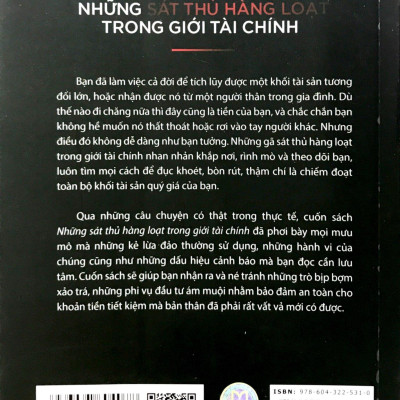 NHỮNG SÁT THỦ HÀNG LOẠT
TRONG GIỚI TÀI CHÍNH
Bạn đã làm việc cả đời để tích lũy được một khối tài sản tương
đối lớn, hoặc nhận được nó từ một người thân trong gia đình. Dù
thế nào đi chăng nữa thì đây cũng là tiền của bạn, và chắc chắn bạn
không hề muốn nó thất thoát hoặc rơi vào tay người khác. Nhưng
điều đó không dễ dàng như bạn tưởng. Những gã sát thủ hàng loạt
trong giới tài chính nhan nhản khắp nơi, rình mò và theo dõi bạn,
luôn tìm mọi cách để đục khoét, bòn rút, thậm chí là chiếm đoạt
toàn bộ khối tài sản quý giá của bạn.
Qua những câu chuyện có thật trong thực tế, cuốn sách
Những sát thủ hàng loạt trong giới tài chính đã phơi bày mọi mưu
mô mà những kẻ lừa đảo thường sử dụng, những hành vi của
chúng cũng như những dấu hiệu cảnh báo mà bạn đọc cần lưu
tâm. Cuốn sách sẽ giúp bạn nhận ra và né tránh những trò bịp bợm
xảo trá, những phi vụ đầu tư ám muội nhằm bảo đảm an toàn cho
khoản tiền tiết kiệm mà bản thân đã phải rất vất vả mới có được.
ISBN: 978-604-322-531-0